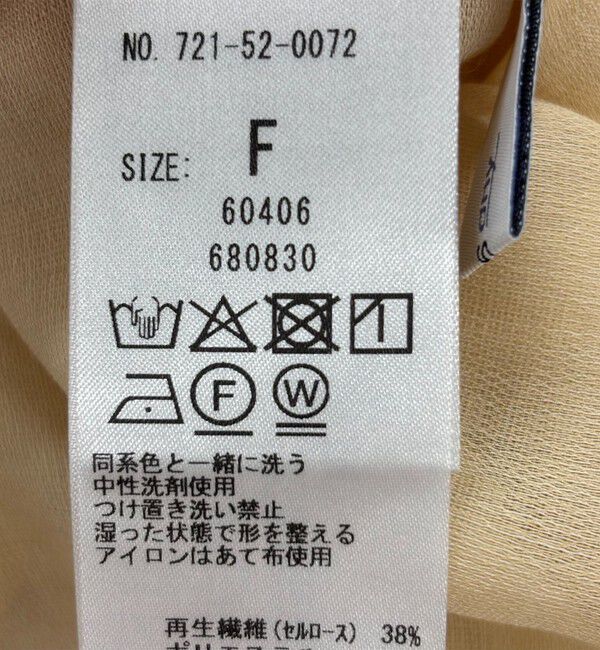 NO. 721-52-0072
SIZE: F
60406
680830
F W
同系色と一緒に洗う
中性洗剤使用
つけ置き洗い禁止
湿った状態で形を整える
アイロンはあて布使用
再生繊維(セルロース) 38%